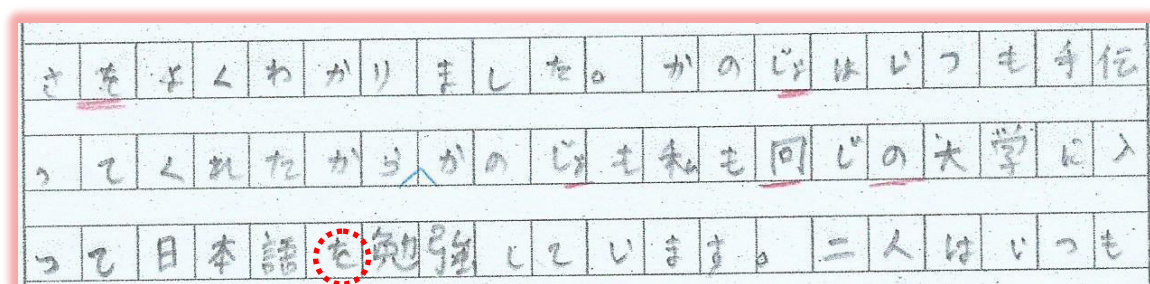 さをよくわかりました。かのじょはいつも手伝
ってくれたからかのじょも私も回じの大学に入
って日本語を勉強しています。二人はいつも